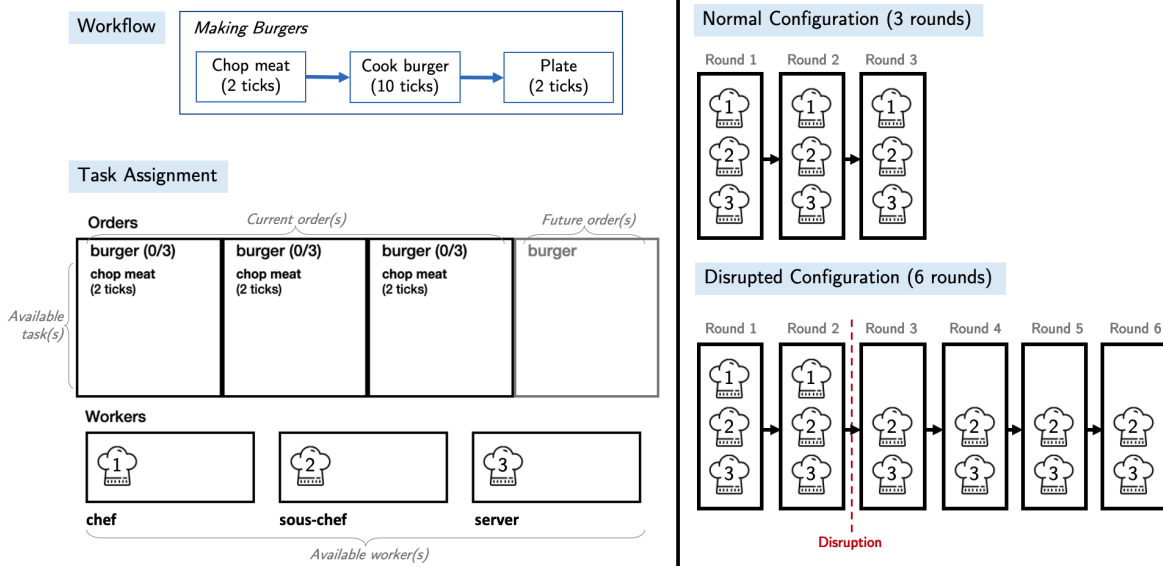 Workflow
Making Burgers
Chop meat
(2 ticks)
Cook burger
(10 ticks)
Plate
(2 ticks)
Task Assignment
Orders
Current order(s)
Future order(s)
burger (0/3)
chop meat
(2 ticks)
burger (0/3)
chop meat
(2 ticks)
burger (0/3)
chop meat
(2 ticks)
burger
Available
task(s)
Workers
1
2
3
chef
sous-chef
server
Available worker(s)
Normal Configuration (3 rounds)
Round 1
Round 2
Round 3
1
1
1
2
2
2
3
3
3
Disrupted Configuration (6 rounds)
Round 1
Round 2
Round 3
Round 4
Round 5
Round 6
1
1
2
2
2
2
2
2
3
3
3
3
3
3
Disruption